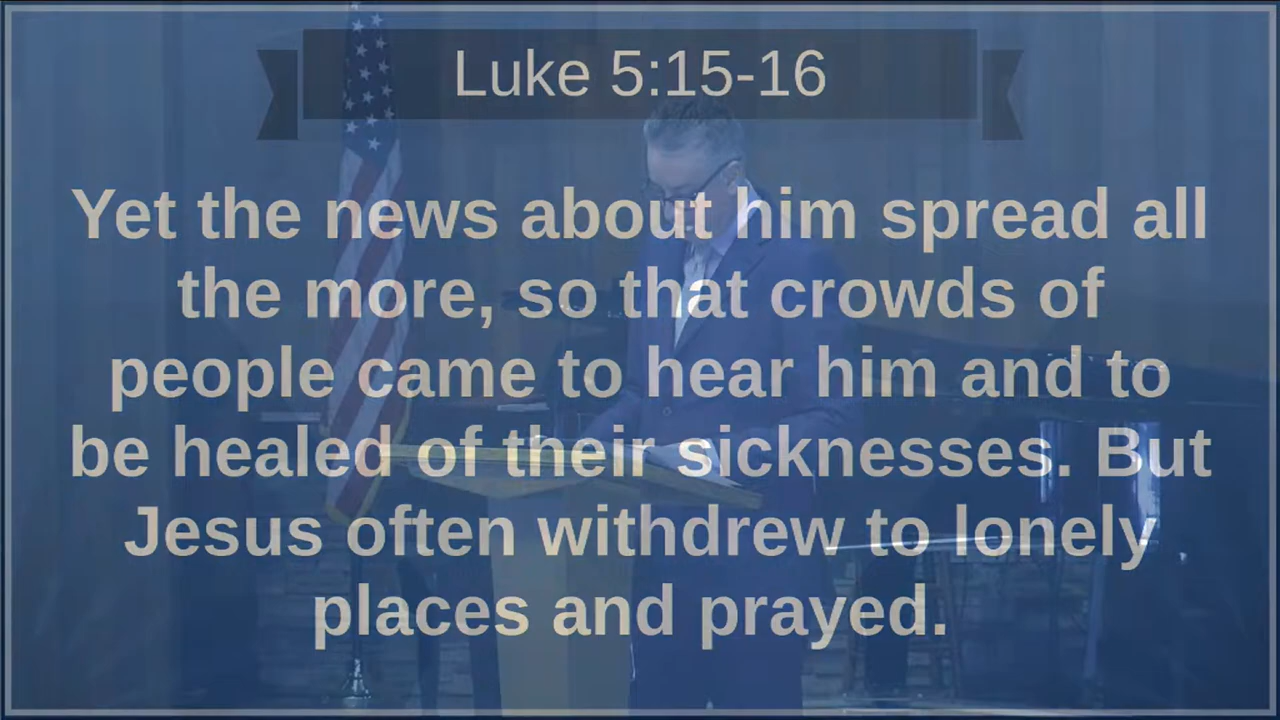 Luke 5:15-16
Yet the news about him spread all
the more, so that crowds of
people came to hear him and to
be healed of their sicknesses. But
Jesus often withdrew to lonely
places and prayed.